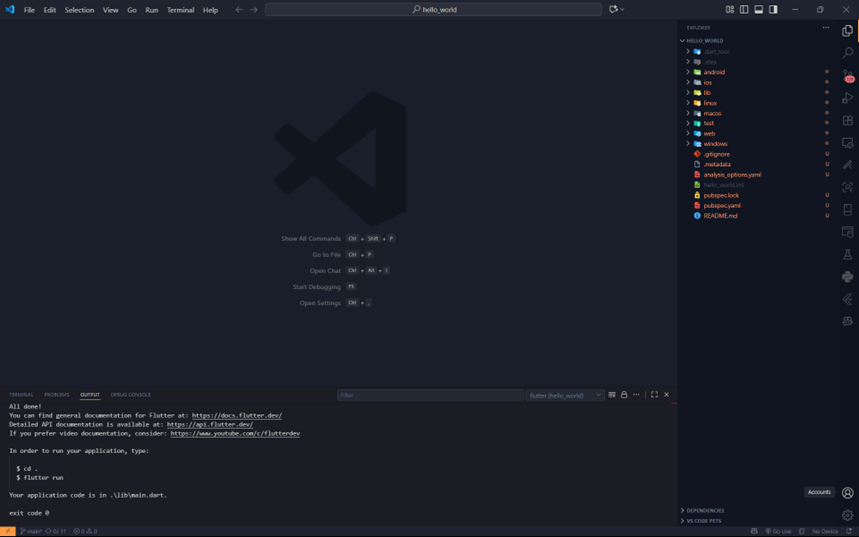 File Edit Selection View Go Run Terminal Help
hello_world
EXPLORER
HELLO_WORLD
.dart_tool
.idea
android
ios
lib
linux
macos
test
web
windows
.gitignore U
.metadata U
analysis_options.yaml U
hello_world.iml
pubspec.lock U
pubspec.yaml U
README.md U
Show All Commands Ctrl + Shift + P
Go to File Ctrl + P
Open Chat Ctrl + Alt + I
Start Debugging F5
Open Settings Ctrl + ,
TERMINAL PROBLEMS OUTPUT DEBUG CONSOLE
Filter
flutter (hello_world)
All done!
You can find general documentation for Flutter at: https://docs.flutter.dev/
Detailed API documentation is available at: https://api.flutter.dev/
If you prefer video documentation, consider: https://www.youtube.com/c/flutterdev
In order to run your application, type:
$ cd .
$ flutter run
Your application code is in .\lib\main.dart.
exit code 0
Accounts
DEPENDENCIES
VS CODE PETS
main* 0↓ 1↑ 0 0
Go Live
No Device